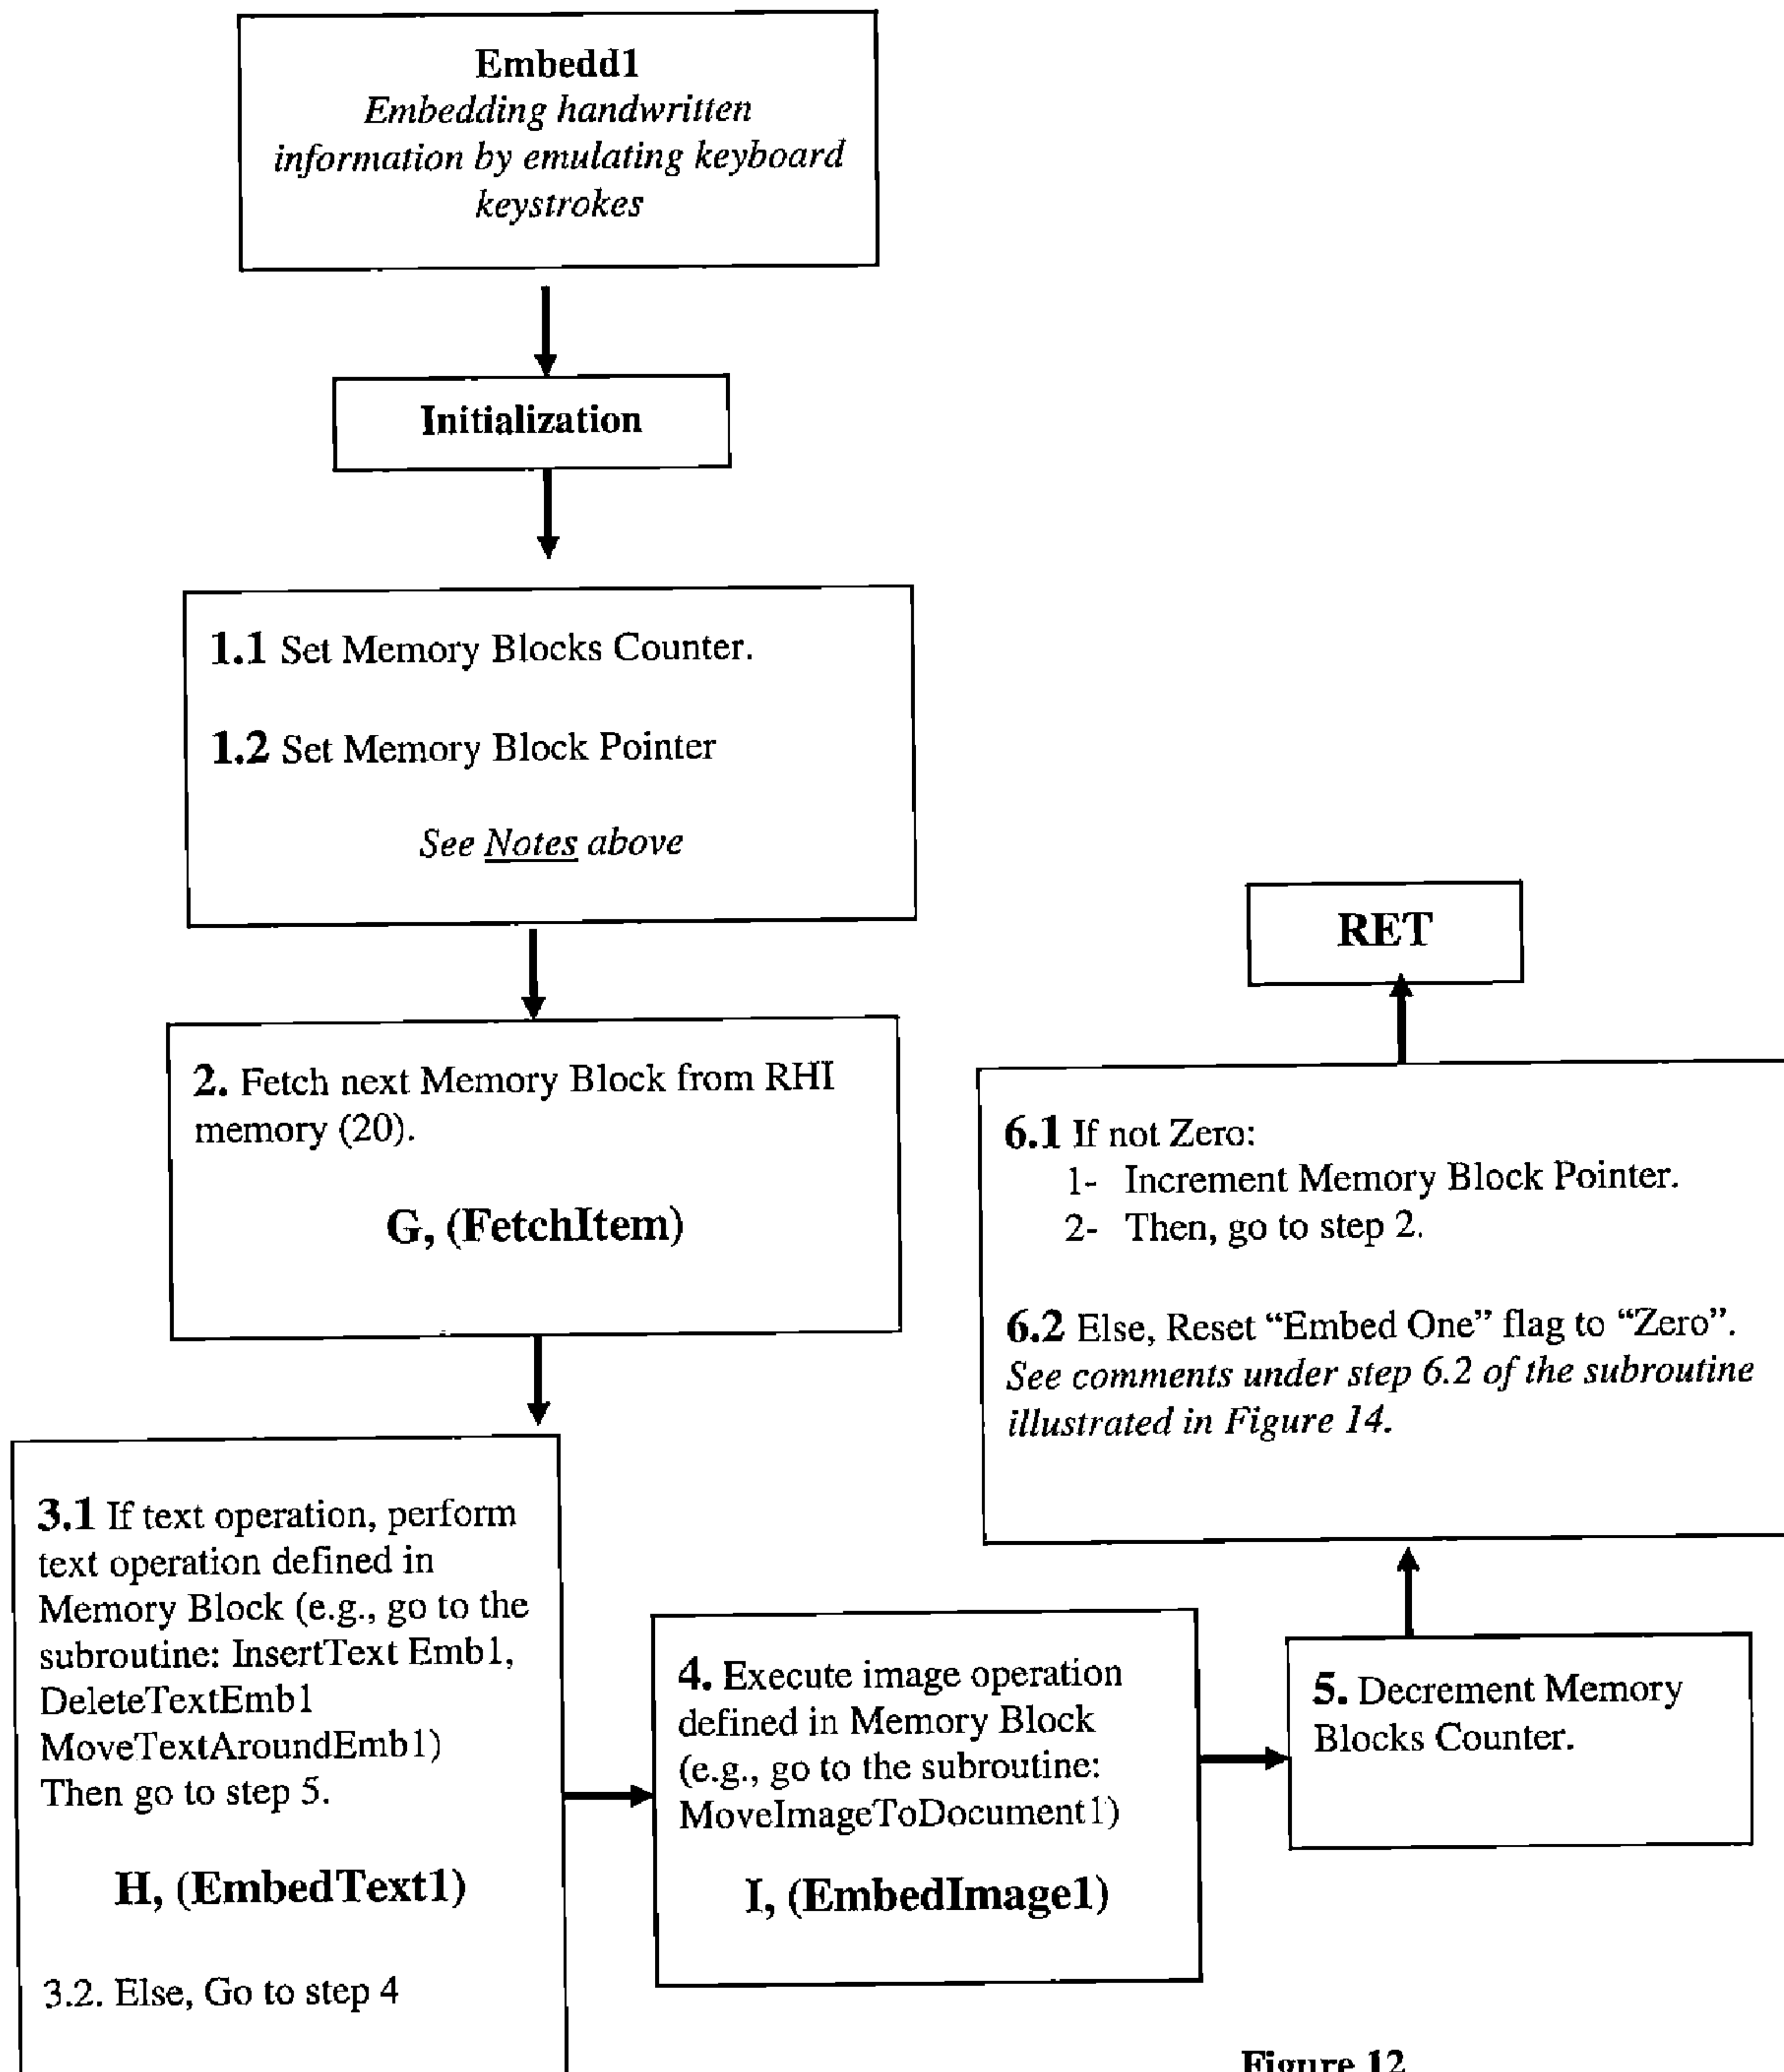 Embedd1
Embedding handwritten
information by emulating keyboard
keystrokes
Initialization
1.1 Set Memory Blocks Counter.
1.2 Set Memory Block Pointer
See Notes above
2. Fetch next Memory Block from RHI
memory (20).
G, (FetchItem)
3.1 If text operation, perform
text operation defined in
Memory Block (e.g., go to the
subroutine: InsertText Emb1,
DeleteTextEmb1
MoveTextAroundEmb1)
Then go to step 5.
H, (EmbedText1)
3.2. Else, Go to step 4
4. Execute image operation
defined in Memory Block
(e.g., go to the subroutine:
MoveImageToDocument1)
I, (EmbedImage1)
5. Decrement Memory
Blocks Counter.
6.1 If not Zero:
1- Increment Memory Block Pointer.
2- Then, go to step 2.
6.2 Else, Reset “Embed One” flag to “Zero”.
See comments under step 6.2 of the subroutine
illustrated in Figure 14.
RET
Figure 12